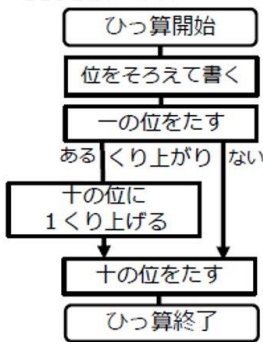 ひっ算開始
位をそろえて書く
一の位をたす
ある くり上がり ない
十の位に
１くり上げる
十の位をたす
ひっ算終了